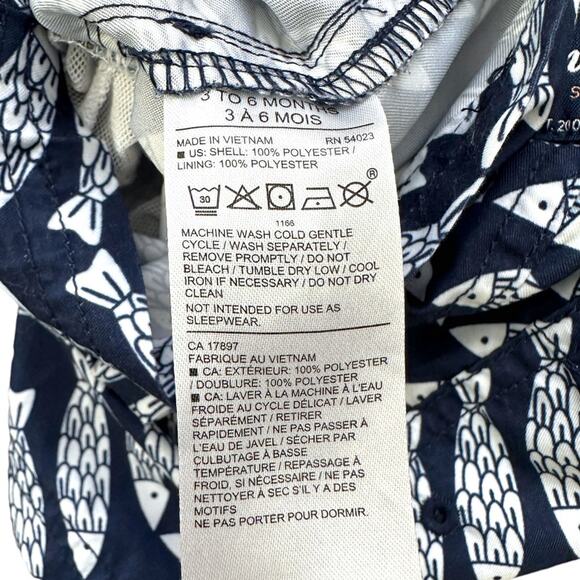 3 TO 6 MONTHS
3 À 6 MOIS
MADE IN VIETNAM RN 54023
US: SHELL: 100% POLYESTER /
LINING: 100% POLYESTER
30
®
1166
MACHINE WASH COLD GENTLE
CYCLE / WASH SEPARATELY /
REMOVE PROMPTLY / DO NOT
BLEACH / TUMBLE DRY LOW / COOL
IRON IF NECESSARY / DO NOT DRY
CLEAN
NOT INTENDED FOR USE AS
SLEEPWEAR.
CA 17897
FABRIQUE AU VIETNAM
CA: EXTÉRIEUR: 100% POLYESTER
/ DOUBLURE: 100% POLYESTER
CA: LAVER À LA MACHINE À L'EAU
FROIDE AU CYCLE DÉLICAT / LAVER
SÉPARÉMENT / RETIRER
RAPIDEMENT / NE PAS PASSER À
L'EAU DE JAVEL / SÉCHER PAR
CULBUTAGE À BASSE
TEMPÉRATURE / REPASSAGE À
FROID, SI NÉCESSAIRE / NE PAS
NETTOYER À SEC S'IL Y A DES
MOTIFS
NE PAS PORTER POUR DORMIR.